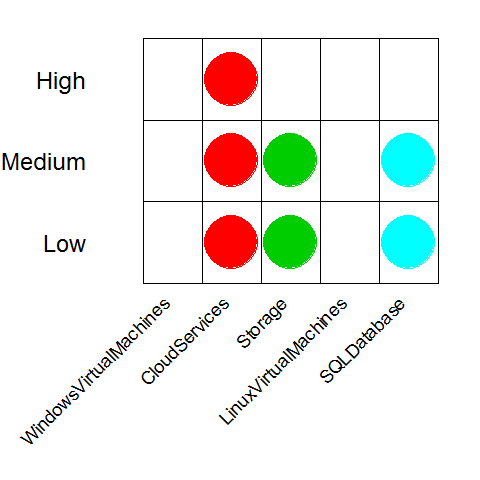 High
Medium
Low
WindowsVirtualMachines
CloudServices
Storage
LinuxVirtualMachines
SQLDatabase